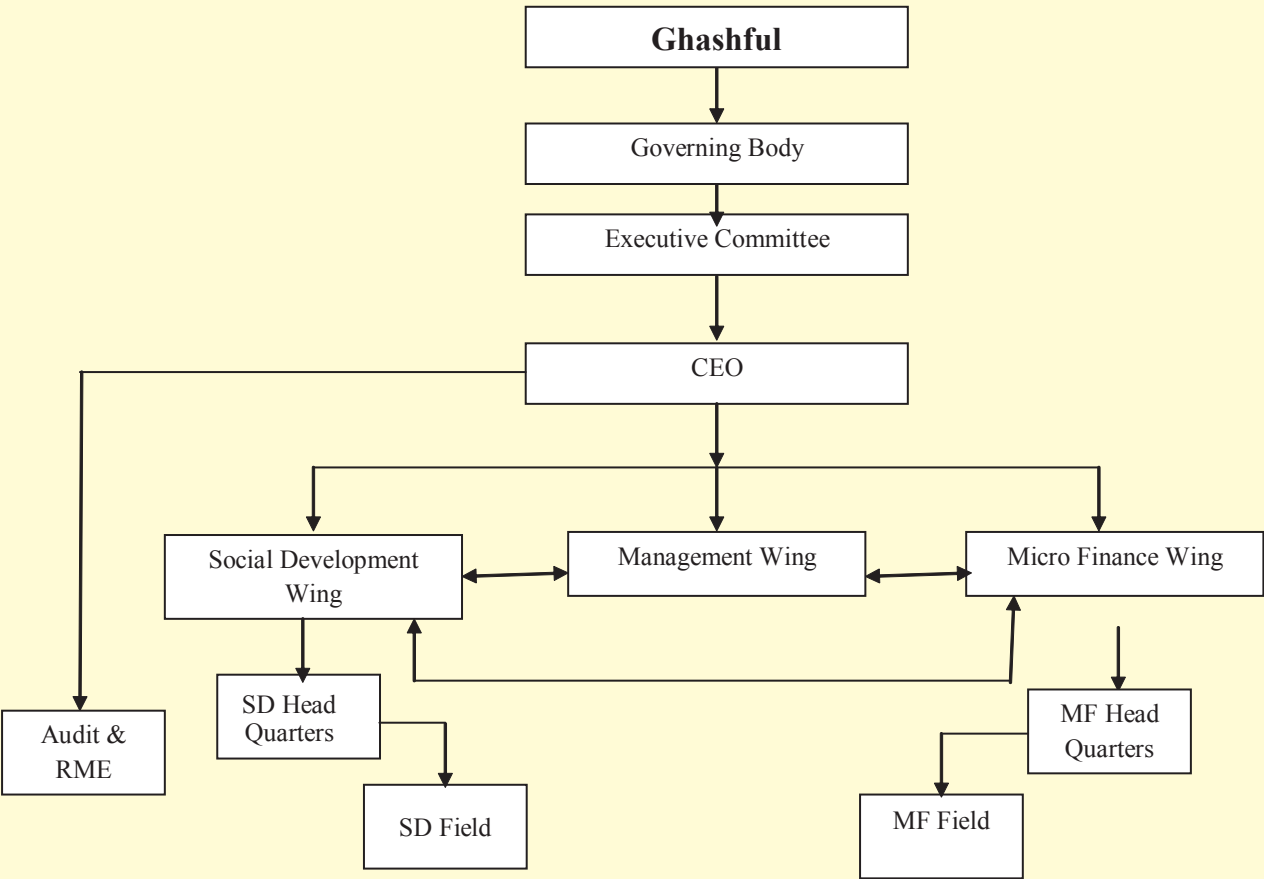 Ghashful
Governing Body
Executive Committee
CEO
Social Development
Wing
Management Wing
Micro Finance Wing
SD Head
Quarters
MF Head
Quarters
Audit &
RME
SD Field
MF Field